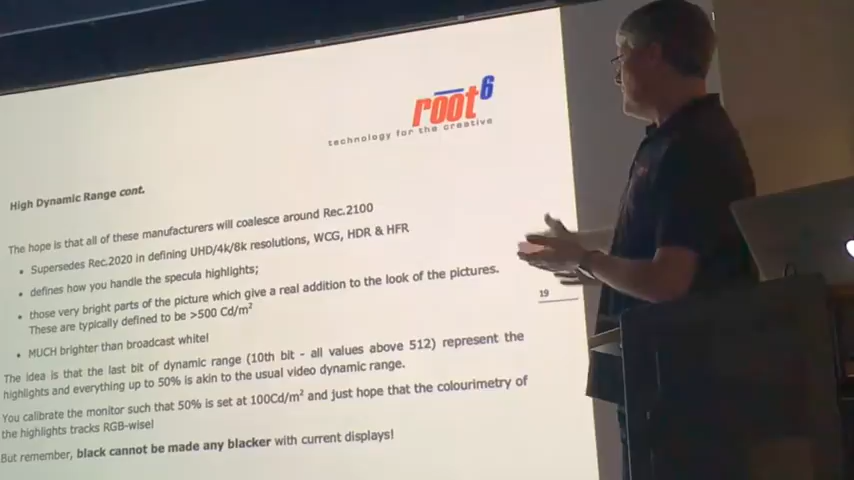 root6
technology for the creative
High Dynamic Range cont.
The hope is that all of these manufacturers will coalesce around Rec.2100
• Supersedes Rec.2020 in defining UHD/4k/8k resolutions, WCG, HDR & HFR
• defines how you handle the specula highlights;
• those very bright parts of the picture which give a real addition to the look of the pictures.
These are typically defined to be >500 Cd/m²
19
• MUCH brighter than broadcast white!
The idea is that the last bit of dynamic range (10th bit - all values above 512) represent the
highlights and everything up to 50% is akin to the usual video dynamic range.
You calibrate the monitor such that 50% is set at 100Cd/m² and just hope that the colourimetry of
the highlights tracks RGB-wise!
But remember, black cannot be made any blacker with current displays!